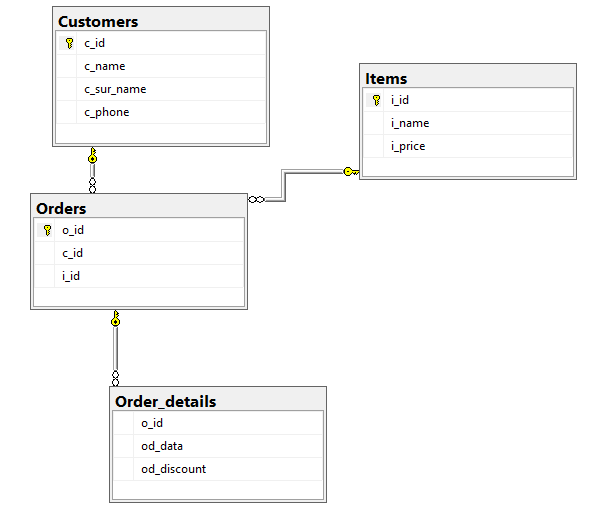 Customers
c_id
c_name
c_sur_name
c_phone
Items
i_id
i_name
i_price
Orders
o_id
c_id
i_id
Order_details
o_id
od_data
od_discount